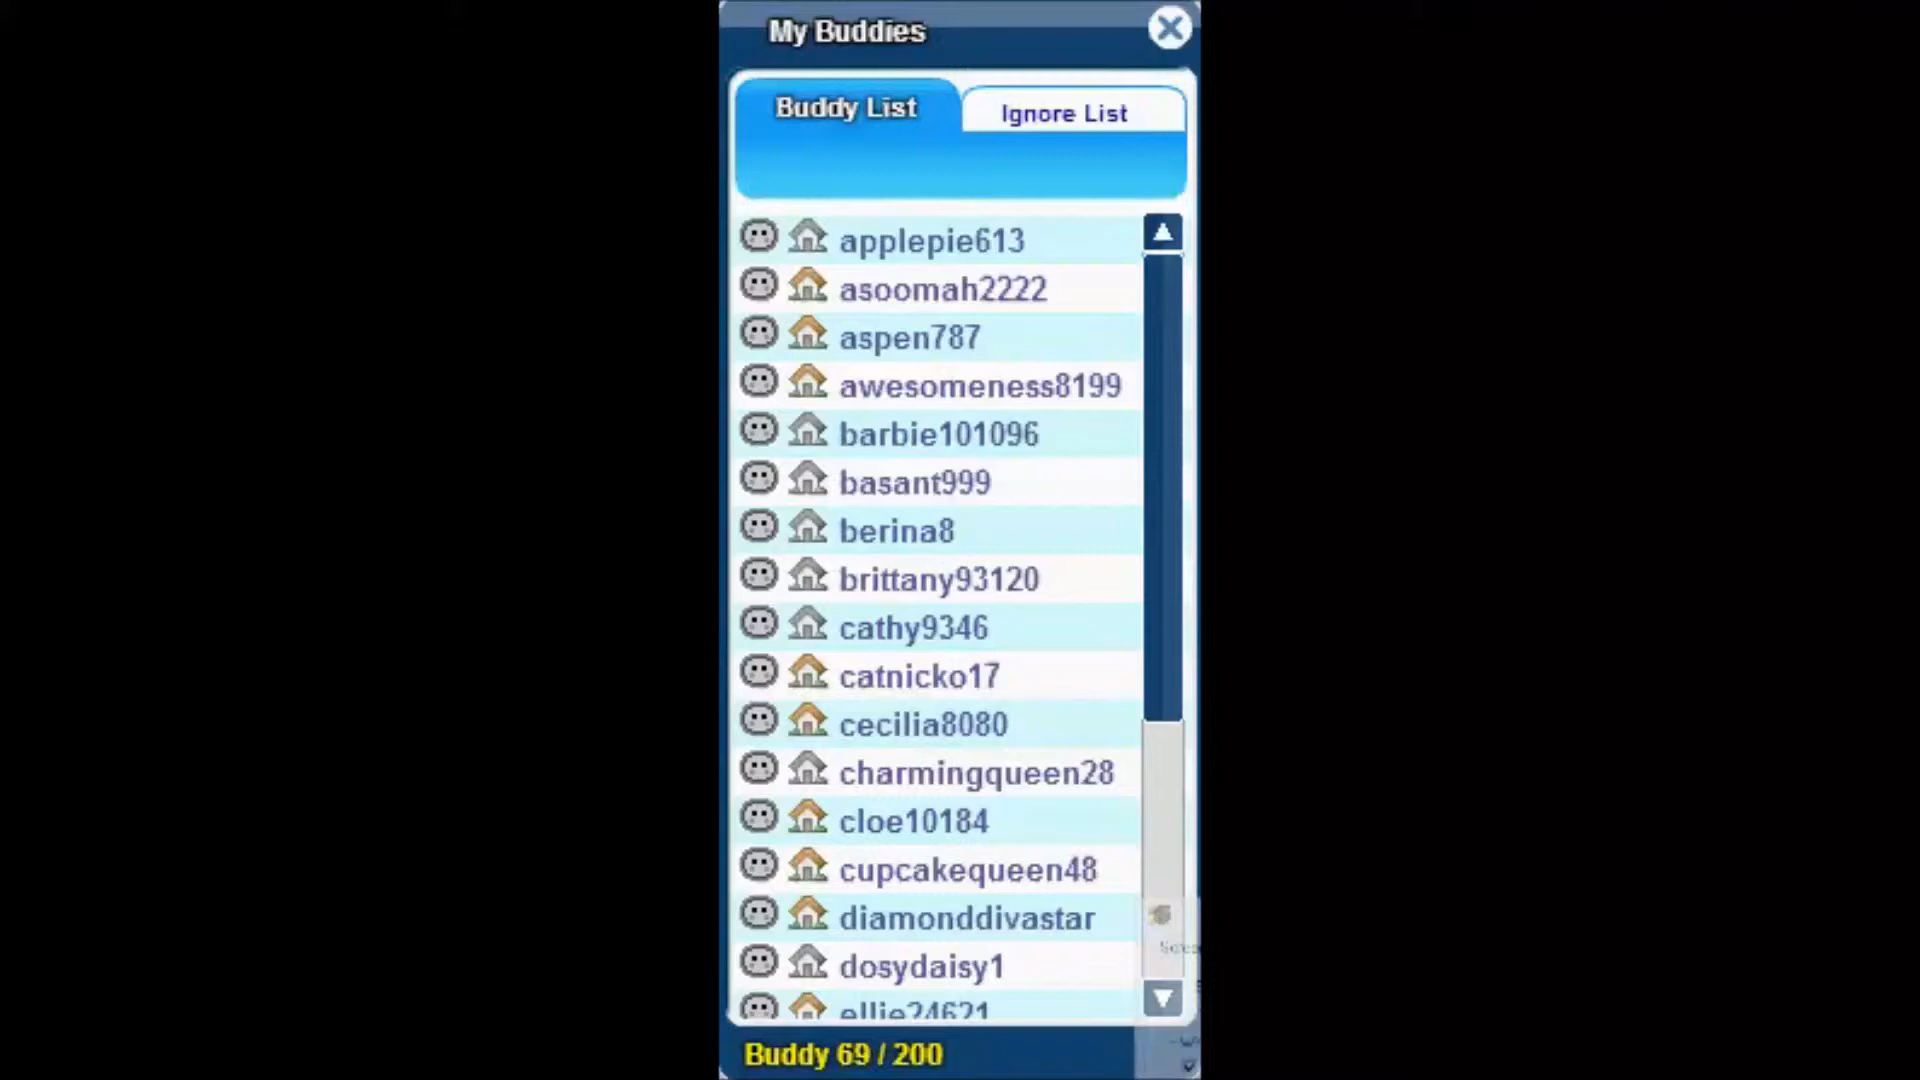 My Buddies
Buddy List
Ignore List
applepie613
asoomah2222
aspen787
awesomeness8199
barbie101096
basant999
berina8
brittany93120
cathy9346
catnicko17
cecilia8080
charmingqueen28
cloe10184
cupcakequeen48
diamonddivastar
dosydaisy1
ellie24621
Buddy 69 / 200